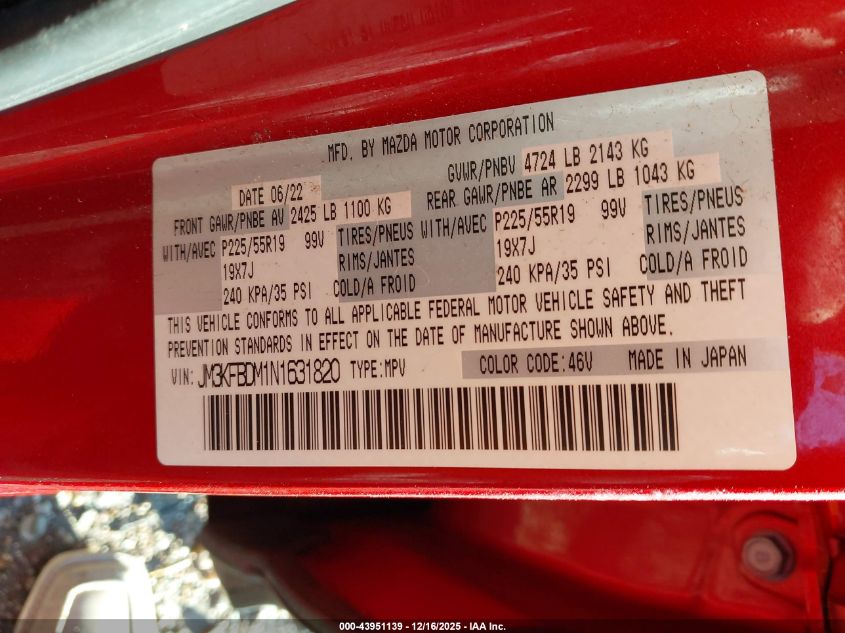 MFD. BY MAZDA MOTOR CORPORATION
DATE 06/22 GVWR/PNBV 4724 LB 2143 KG
FRONT GAWR/PNBE AV 2425 LB 1100 KG REAR GAWR/PNBE AR 2299 LB 1043 KG
WITH/AVEC P225/55R19 99V TIRES/PNEUS WITH/AVEC P225/55R19 99V TIRES/PNEUS
19X7J RIMS/JANTES 19X7J RIMS/JANTES
240 KPA/35 PSI COLD/A FROID 240 KPA/35 PSI COLD/A FROID
THIS VEHICLE CONFORMS TO ALL APPLICABLE FEDERAL MOTOR VEHICLE SAFETY AND THEFT
PREVENTION STANDARDS IN EFFECT ON THE DATE OF MANUFACTURE SHOWN ABOVE.
VIN: JM3KFBDM1N1631820 TYPE:MPV COLOR CODE:46V MADE IN JAPAN
000-43951139 - 12/16/2025 - IAA Inc.